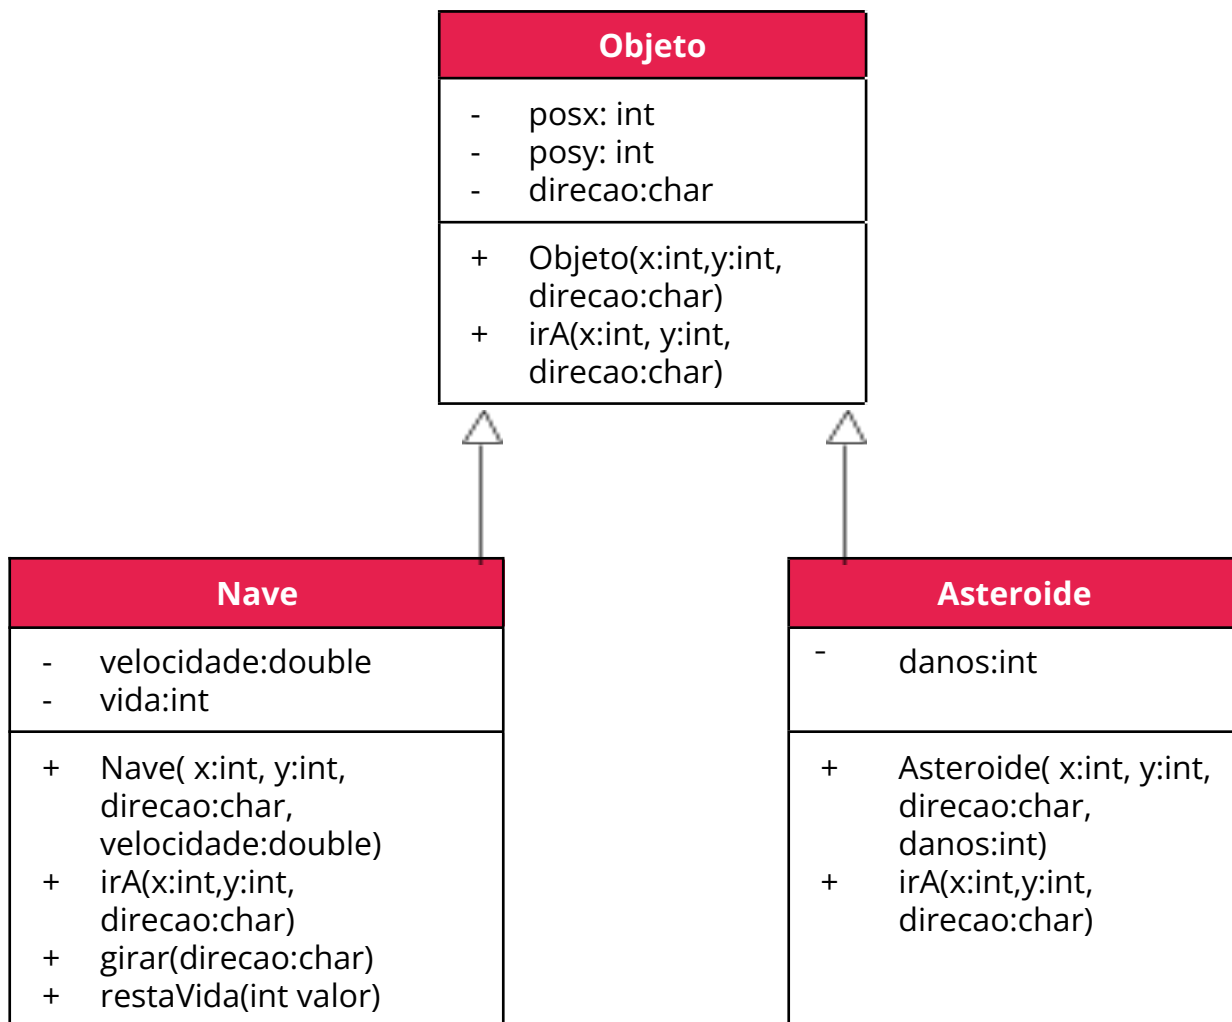 Objeto
- posx: int
- posy: int
- direcao:char
+ Objeto(x:int,y:int,
direcao:char)
+ irA(x:int, y:int,
direcao:char)
Nave
- velocidade:double
- vida:int
+ Nave( x:int, y:int,
direcao:char,
velocidade:double)
+ irA(x:int,y:int,
direcao:char)
+ girar(direcao:char)
+ restaVida(int valor)
Asteroide
- danos:int
+ Asteroide( x:int, y:int,
direcao:char,
danos:int)
+ irA(x:int,y:int,
direcao:char)